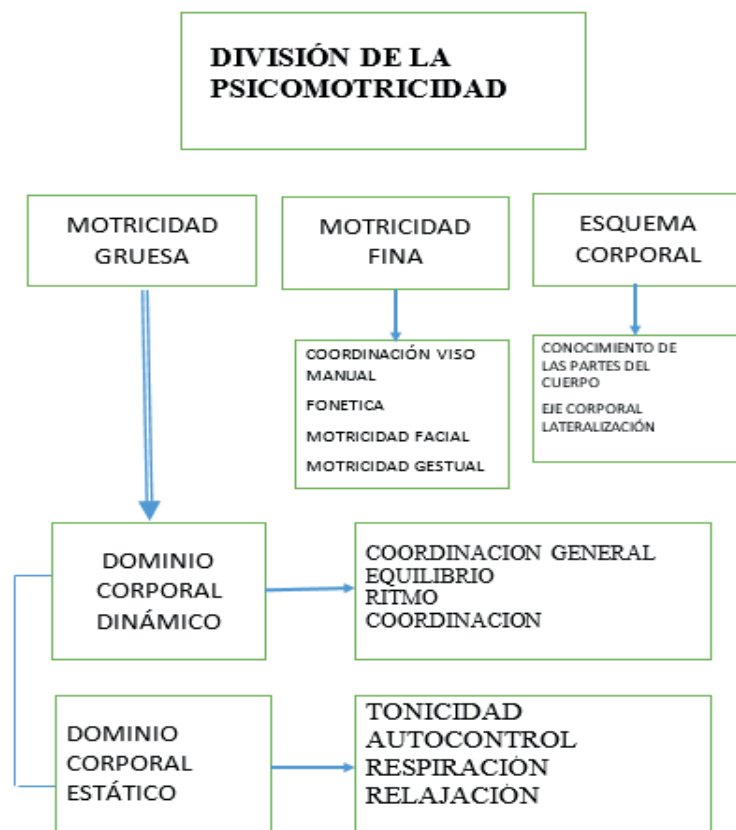 DIVISIÓN DE LA
PSICOMOTRICIDAD
MOTRICIDAD
GRUESA
MOTRICIDAD
FINA
ESQUEMA
CORPORAL
COORDINACIÓN VISO
MANUAL
FONETICA
MOTRICIDAD FACIAL
MOTRICIDAD GESTUAL
CONOCIMIENTO DE
LAS PARTES DEL
CUERPO
EJE CORPORAL
LATERALIZACIÓN
DOMINIO
CORPORAL
DINÁMICO
COORDINACION GENERAL
EQUILIBRIO
RITMO
COORDINACION
DOMINIO
CORPORAL
ESTÁTICO
TONICIDAD
AUTOCONTROL
RESPIRACIÓN
RELAJACIÓN